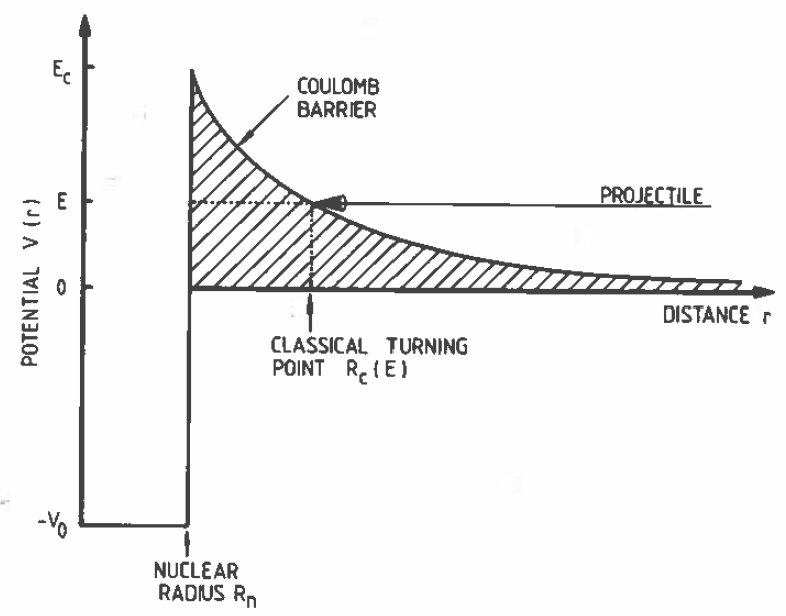 E_c
COULOMB
BARRIER
E
PROJECTILE
POTENTIAL V(r)
0
DISTANCE r
CLASSICAL TURNING
POINT R_c(E)
-V_0
NUCLEAR
RADIUS R_n